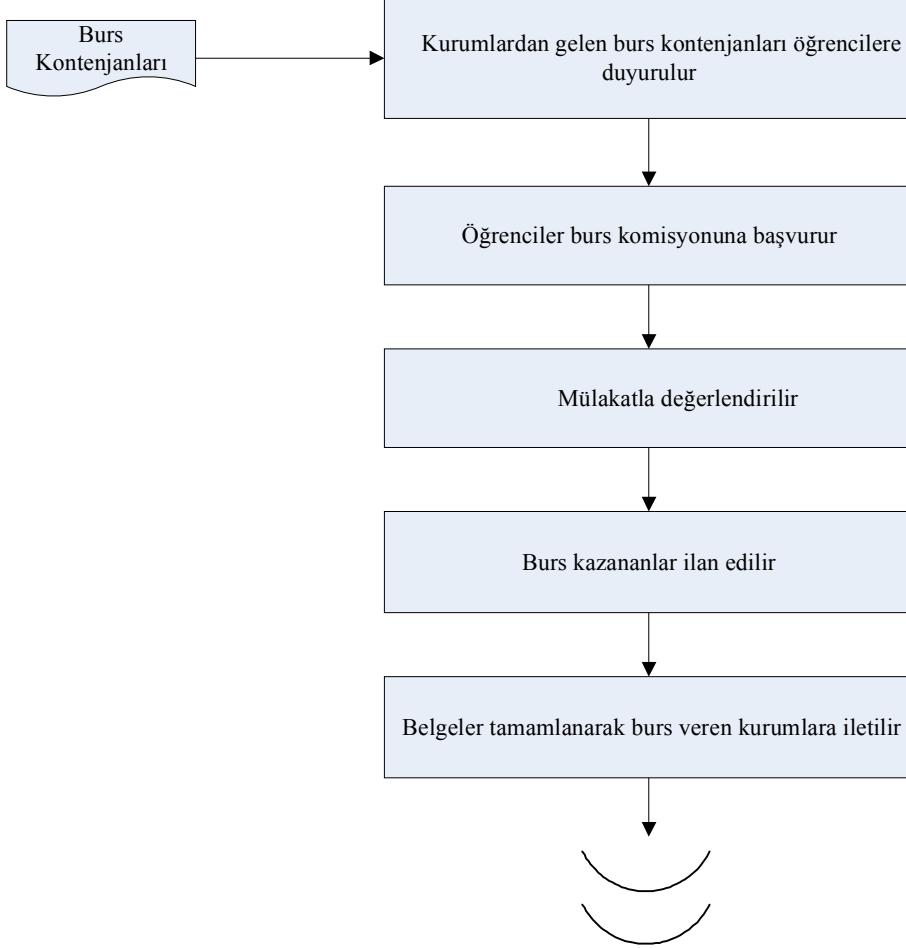 Burs
Kontenjanları
Kurumlardan gelen burs kontenjanları öğrencilere
duyurulur
Öğrenciler burs komisyonuna başvurur
Mülakatla değerlendirilir
Burs kazananlar ilan edilir
Belgeler tamamlanarak burs veren kurumlara iletilir